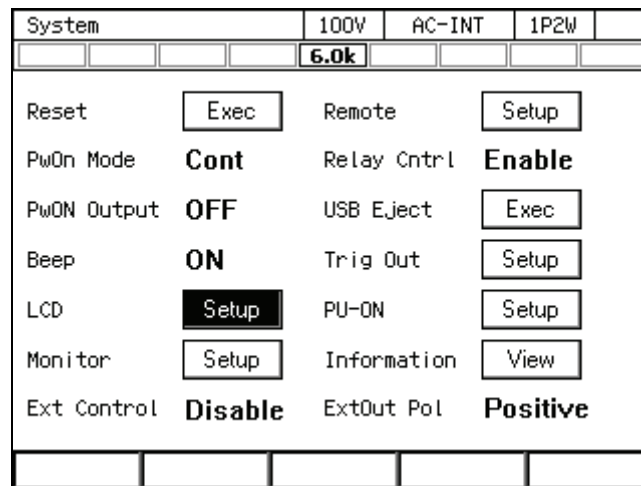 System 100V AC-INT 1P2W
6.0k
Reset Exec Remote Setup
PwOn Mode Cont Relay Cntrl Enable
PwON Output OFF USB Eject Exec
Beep ON Trig Out Setup
LCD Setup PU-ON Setup
Monitor Setup Information View
Ext Control Disable ExtOut Pol Positive